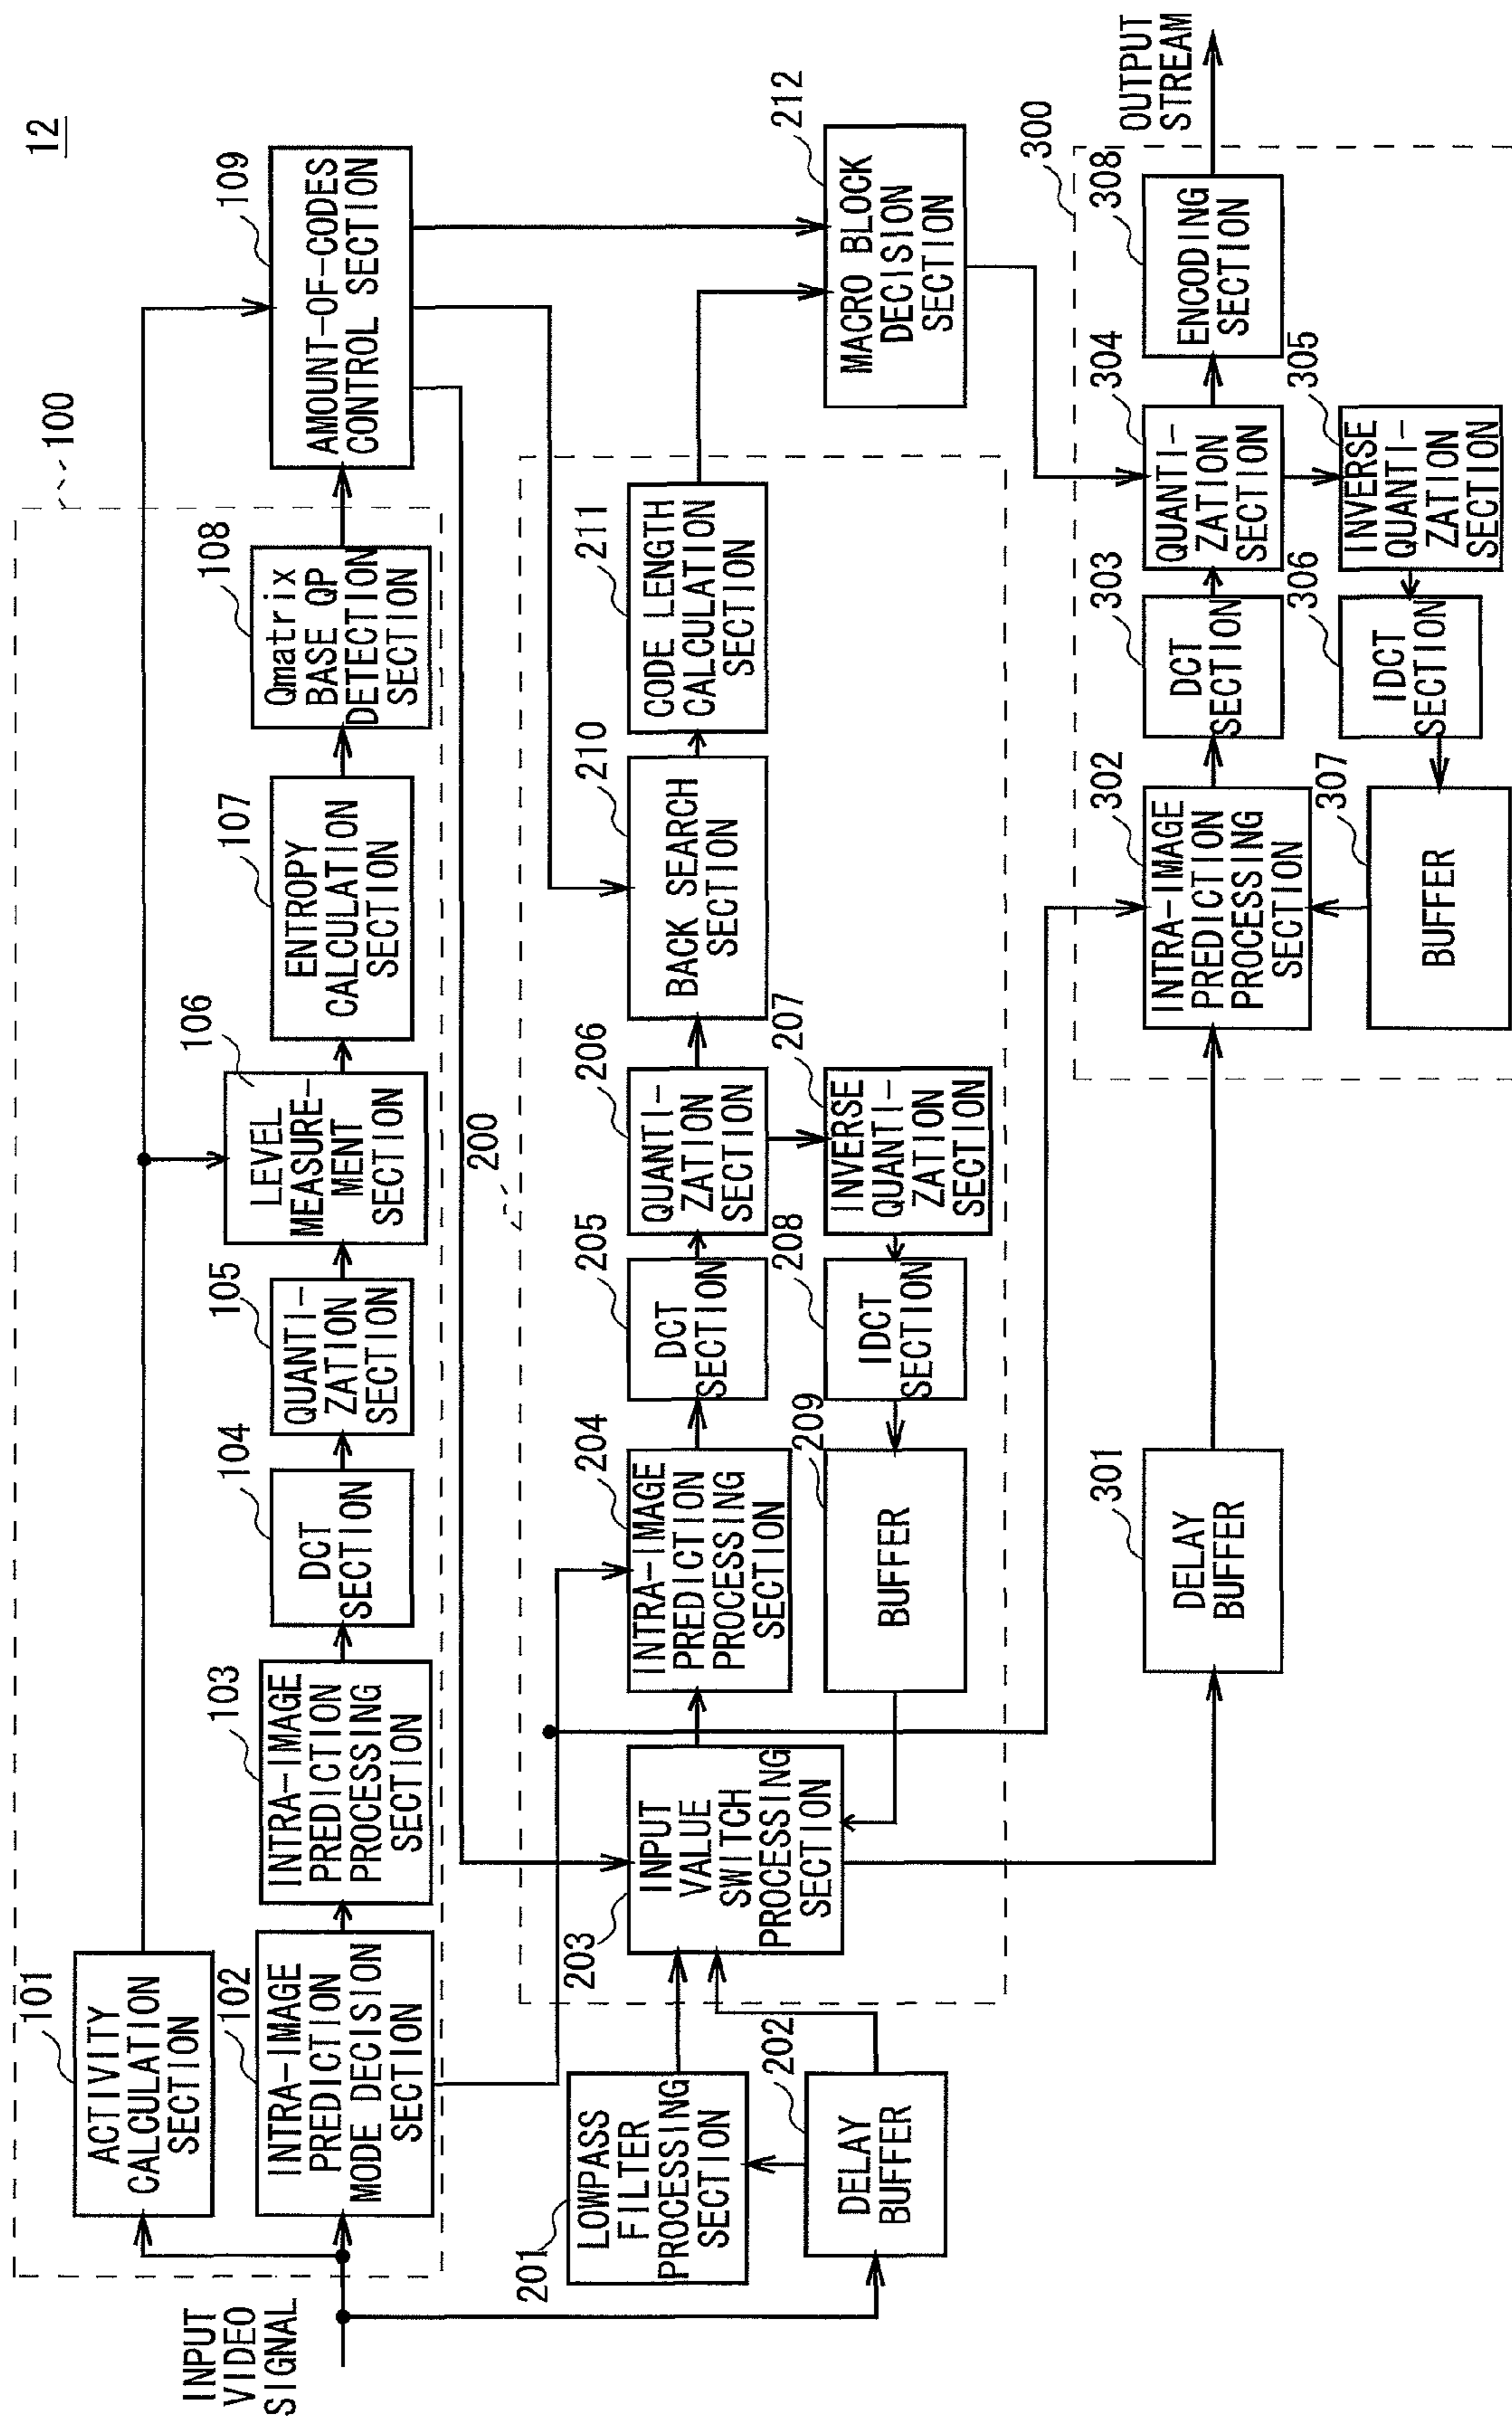 12
INPUT
VIDEO
SIGNAL
100
101
ACTIVITY
CALCULATION
SECTION
102
INTRA-IMAGE
PREDICTION
MODE DECISION
SECTION
103
INTRA-IMAGE
PREDICTION
PROCESSING
SECTION
104
DCT
SECTION
105
QUANTI-
ZATION
SECTION
106
LEVEL
MEASURE-
MENT
SECTION
107
ENTROPY
CALCULATION
SECTION
108
Qmatrix
BASE QP
DETECTION
SECTION
109
AMOUNT-OF-CODES
CONTROL SECTION
200
201
LOWPASS
FILTER
PROCESSING
SECTION
202
DELAY
BUFFER
203
INPUT
VALUE
SWITCH
PROCESSING
SECTION
204
INTRA-IMAGE
PREDICTION
PROCESSING
SECTION
205
DCT
SECTION
206
QUANTI-
ZATION
SECTION
207
INVERSE
QUANTI-
ZATION
SECTION
208
IDCT
SECTION
209
BUFFER
210
BACK SEARCH
SECTION
211
CODE LENGTH
CALCULATION
SECTION
212
MACRO BLOCK
DECISION
SECTION
300
301
DELAY
BUFFER
302
INTRA-IMAGE
PREDICTION
PROCESSING
SECTION
303
DCT
SECTION
304
QUANTI-
ZATION
SECTION
305
INVERSE
QUANTI-
ZATION
SECTION
306
IDCT
SECTION
307
BUFFER
308
ENCODING
SECTION
OUTPUT
STREAM